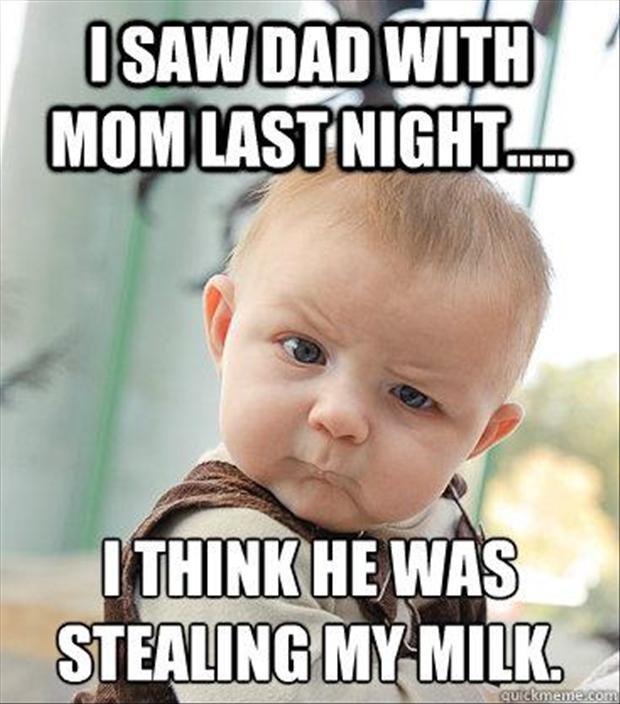 I SAW DAD WITH
MOM LAST NIGHT.....
I THINK HE WAS
STEALING MY MILK.
quickmeme.com